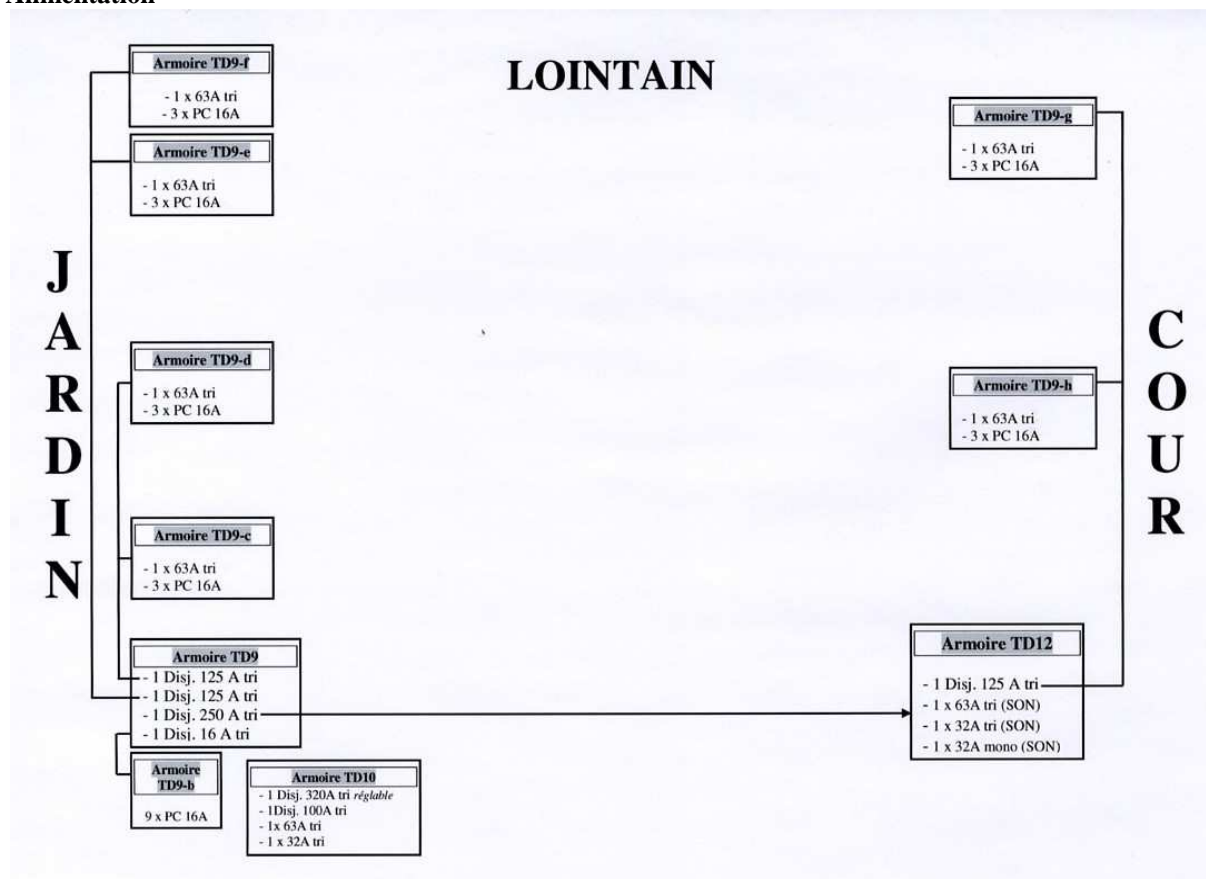 Alimentation
LOINTAIN
JARDIN
COUR
Armoire TD9-f
- 1 x 63A tri
- 3 x PC 16A
Armoire TD9-e
- 1 x 63A tri
- 3 x PC 16A
Armoire TD9-d
- 1 x 63A tri
- 3 x PC 16A
Armoire TD9-c
- 1 x 63A tri
- 3 x PC 16A
Armoire TD9
- 1 Disj. 125 A tri
- 1 Disj. 125 A tri
- 1 Disj. 250 A tri
- 1 Disj. 16 A tri
Armoire
TD9-b
9 x PC 16A
Armoire TD10
- 1 Disj. 320A tri réglable
- 1Disj. 100A tri
- 1x 63A tri
- 1 x 32A tri
Armoire TD9-g
- 1 x 63A tri
- 3 x PC 16A
Armoire TD9-h
- 1 x 63A tri
- 3 x PC 16A
Armoire TD12
- 1 Disj. 125 A tri
- 1 x 63A tri (SON)
- 1 x 32A tri (SON)
- 1 x 32A mono (SON)